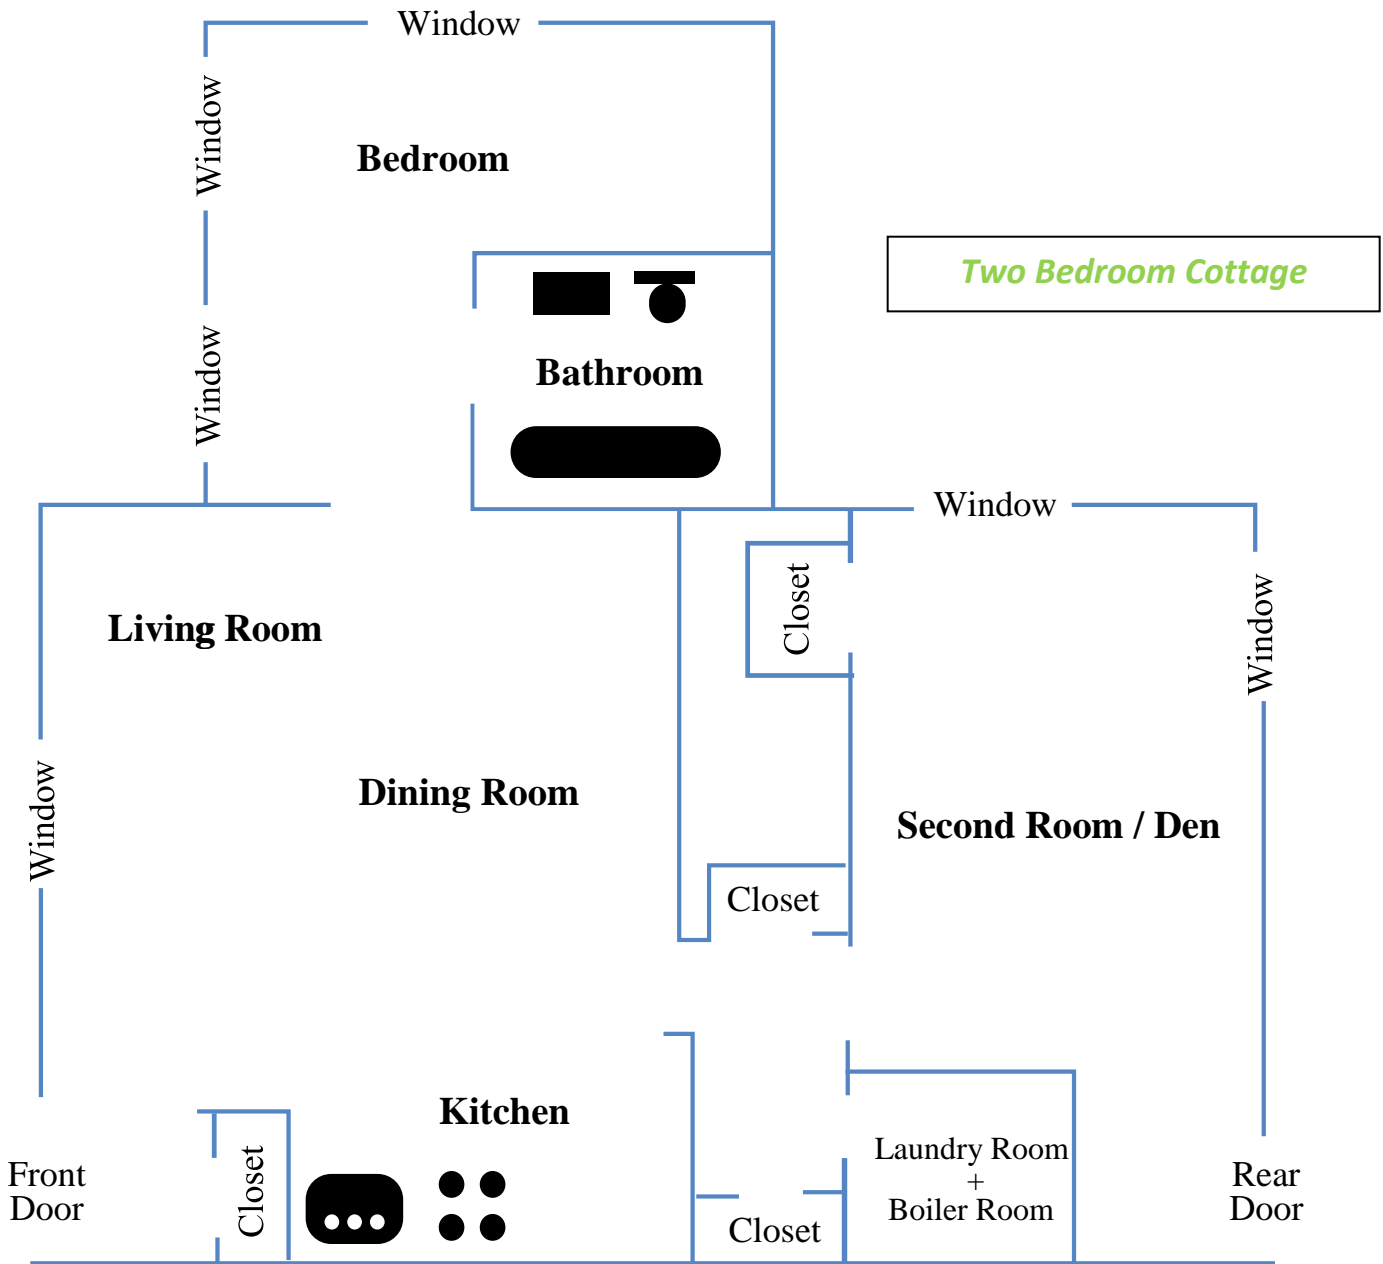 Window
Window
Bedroom
Two Bedroom Cottage
Window
Bathroom
Window
Closet
Window
Living Room
Window
Dining Room
Second Room / Den
Closet
Kitchen
Front
Door
Closet
Closet
Laundry Room
+
Boiler Room
Rear
Door